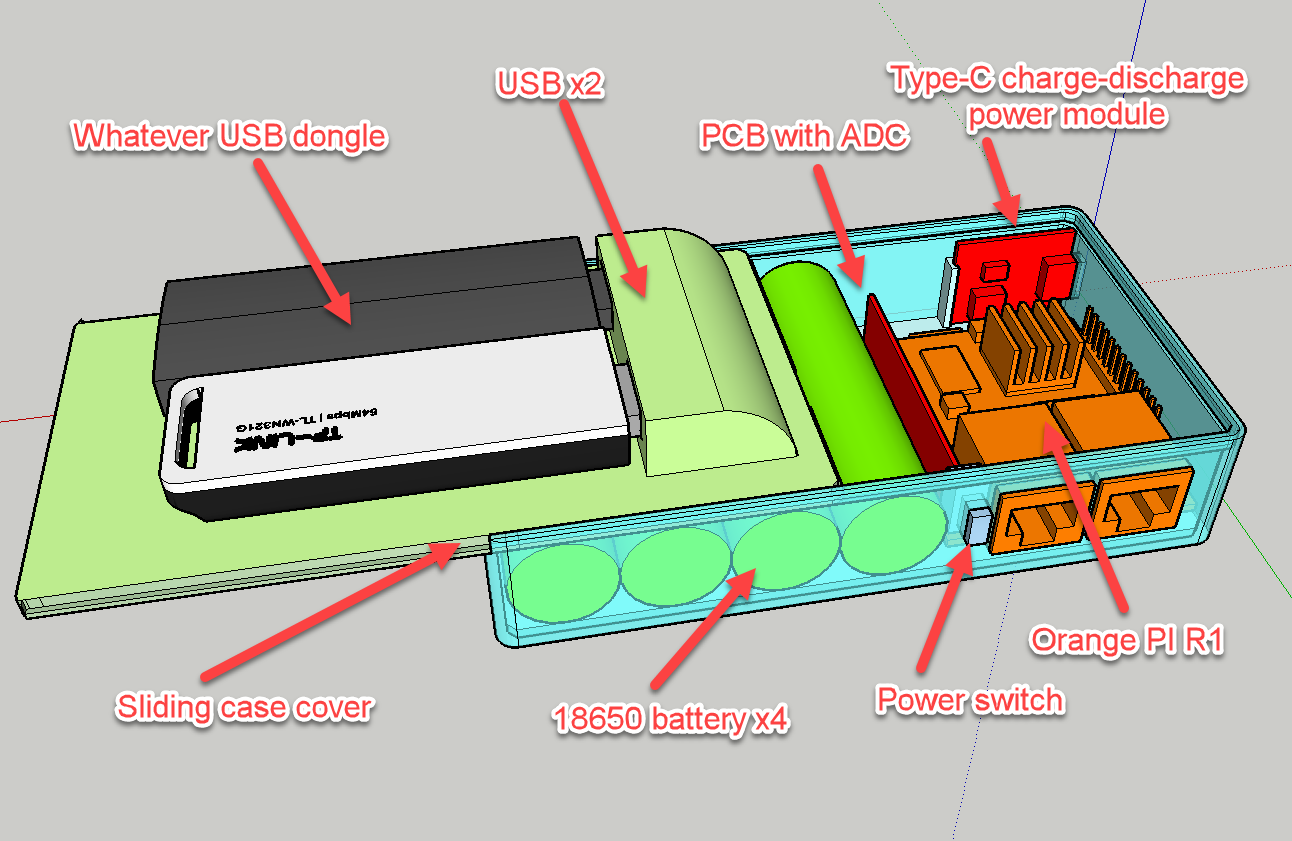 USB x2
Type-C charge-discharge
power module
Whatever USB dongle
PCB with ADC
54Mbps | TL-WN321G
TP-LINK
Orange PI R1
Sliding case cover
18650 battery x4
Power switch